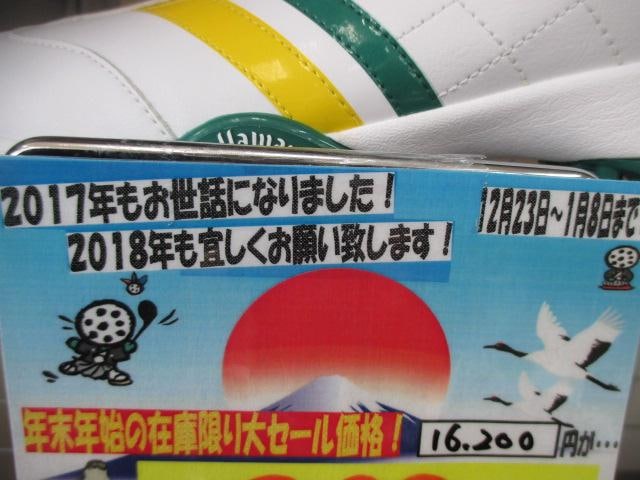 2017年もお世話になりました!
12月23日～1月8日まで
2018年も宜しくお願い致します!
年末年始の在庫限り大セール価格!
16.200 円が…